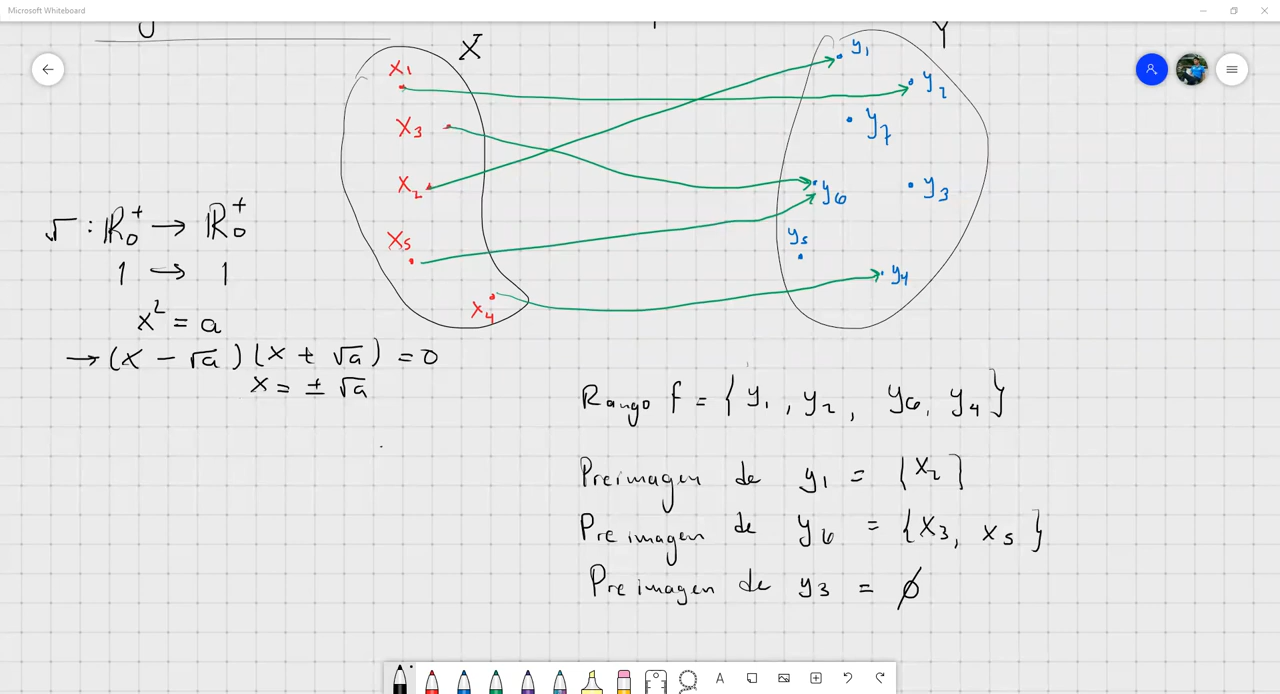 Microsoft Whiteboard
X
Y
x1
x3
x2
x5
x4
y1
y2
y7
y6
y3
y5
y4
√ : ℝ₀⁺ → ℝ₀⁺
1 ↔ 1
x² = a
→ (x - √a) (x + √a) = 0
x = ± √a
Rango f = { y1 , y2 , y6, y4 }
Preimagen de y1 = { x2 }
Preimagen de y6 = { x3, x5 }
Preimagen de y3 = ∅
A